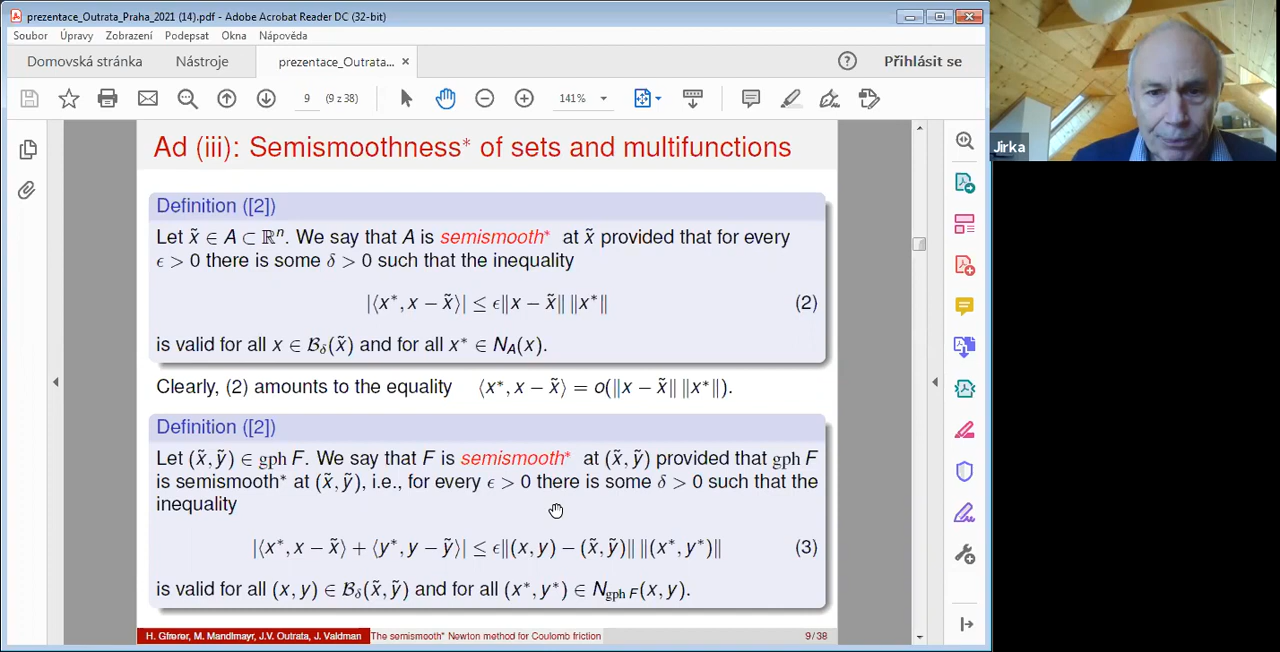 prezentace_Outrata_Praha_2021 (14).pdf - Adobe Acrobat Reader DC (32-bit)
Soubor Úpravy Zobrazení Podepsat Okna Nápověda
Domovská stránka Nástroje prezentace_Outrata... × Přihlásit se
9 (9 z 38) 141%
Jirka
Ad (iii): Semismoothness* of sets and multifunctions
Definition ([2])
Let x̃ ∈ A ⊂ ℝⁿ. We say that A is semismooth* at x̃ provided that for every
ϵ > 0 there is some δ > 0 such that the inequality
|⟨x*, x − x̃⟩| ≤ ϵ‖x − x̃‖ ‖x*‖ (2)
is valid for all x ∈ ℬ_δ(x̃) and for all x* ∈ N_A(x).
Clearly, (2) amounts to the equality ⟨x*, x − x̃⟩ = o(‖x − x̃‖ ‖x*‖).
Definition ([2])
Let (x̃, ỹ) ∈ gph F. We say that F is semismooth* at (x̃, ỹ) provided that gph F
is semismooth* at (x̃, ỹ), i.e., for every ϵ > 0 there is some δ > 0 such that the
inequality
|⟨x*, x − x̃⟩ + ⟨y*, y − ỹ⟩| ≤ ϵ‖(x, y) − (x̃, ỹ)‖ ‖(x*, y*)‖ (3)
is valid for all (x, y) ∈ ℬ_δ(x̃, ỹ) and for all (x*, y*) ∈ N_gph F(x, y).
H. Gfrerer, M. Mandlmayr, J.V. Outrata, J. Valdman The semismooth* Newton method for Coulomb friction 9/38